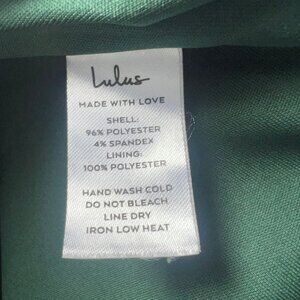 Lulus
MADE WITH LOVE
SHELL:
96% POLYESTER
4% SPANDEX
LINING:
100% POLYESTER
HAND WASH COLD
DO NOT BLEACH
LINE DRY
IRON LOW HEAT